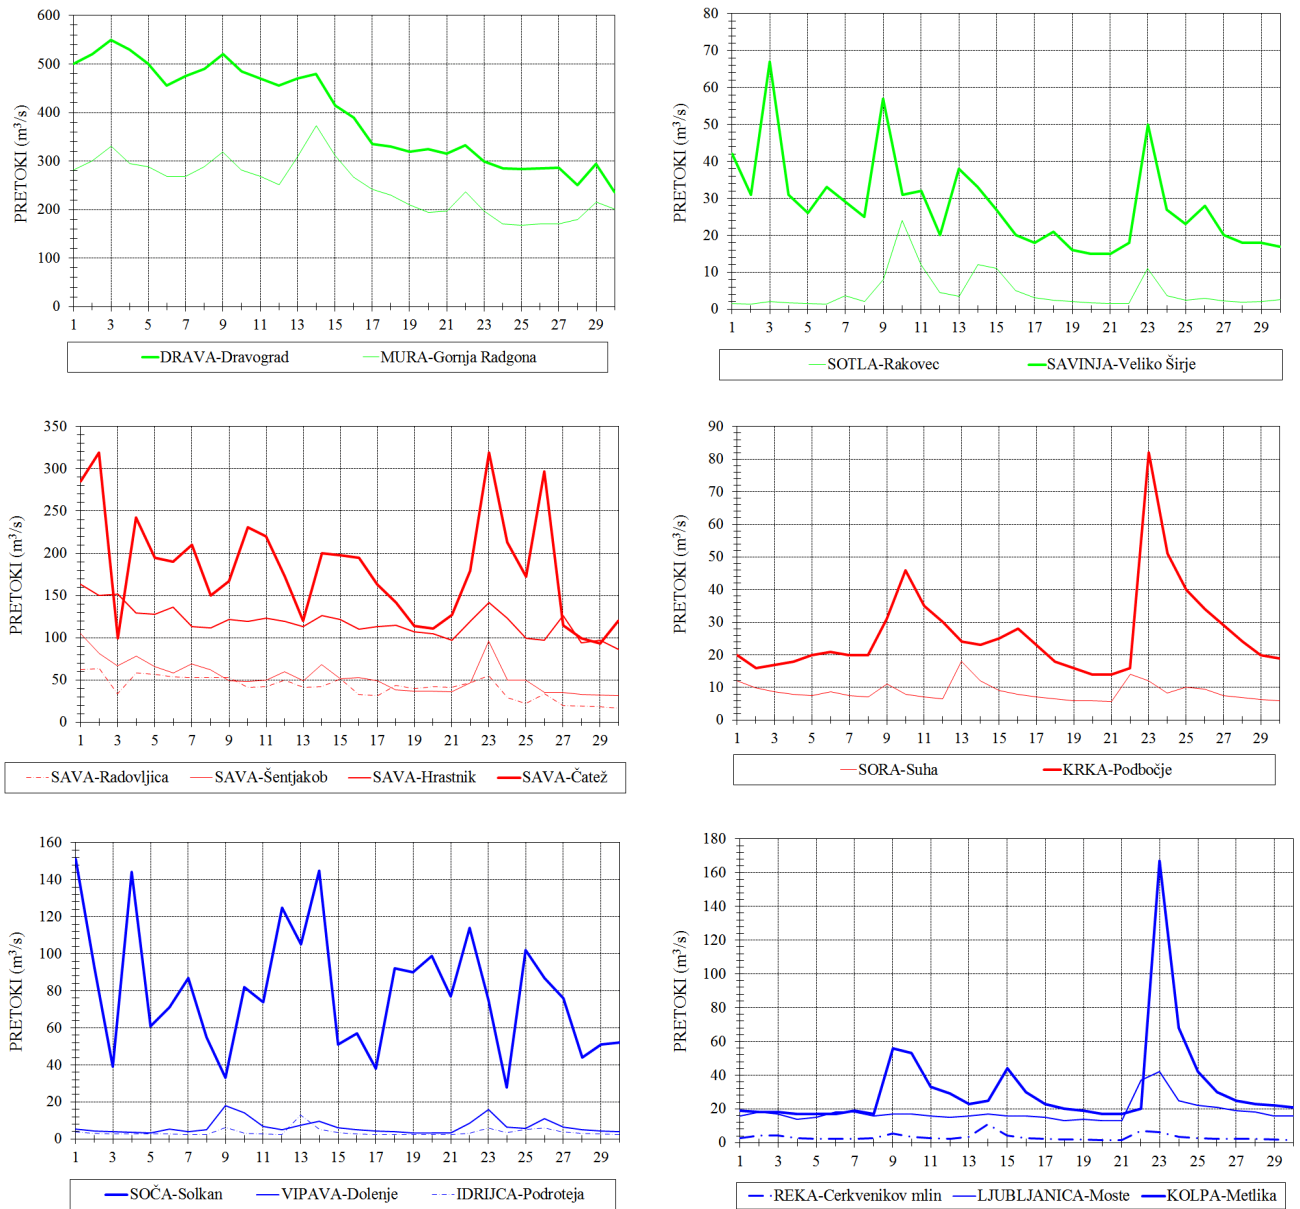 PRETOKI (m³/s)
600
500
400
300
200
100
0
1 3 5 7 9 11 13 15 17 19 21 23 25 27 29
DRAVA-Dravograd MURA-Gornja Radgona
PRETOKI (m³/s)
80
70
60
50
40
30
20
10
0
1 3 5 7 9 11 13 15 17 19 21 23 25 27 29
SOTLA-Rakovec SAVINJA-Veliko Širje
PRETOKI (m³/s)
350
300
250
200
150
100
50
0
1 3 5 7 9 11 13 15 17 19 21 23 25 27 29
SAVA-Radovljica SAVA-Šentjakob SAVA-Hrastnik SAVA-Čatež
PRETOKI (m³/s)
90
80
70
60
50
40
30
20
10
0
1 3 5 7 9 11 13 15 17 19 21 23 25 27 29
SORA-Suha KRKA-Podbočje
PRETOKI (m³/s)
160
140
120
100
80
60
40
20
0
1 3 5 7 9 11 13 15 17 19 21 23 25 27 29
SOČA-Solkan VIPAVA-Dolenje IDRIJCA-Podroteja
PRETOKI (m³/s)
180
160
140
120
100
80
60
40
20
0
1 3 5 7 9 11 13 15 17 19 21 23 25 27 29
REKA-Cerkvenikov mlin LJUBLJANICA-Moste KOLPA-Metlika